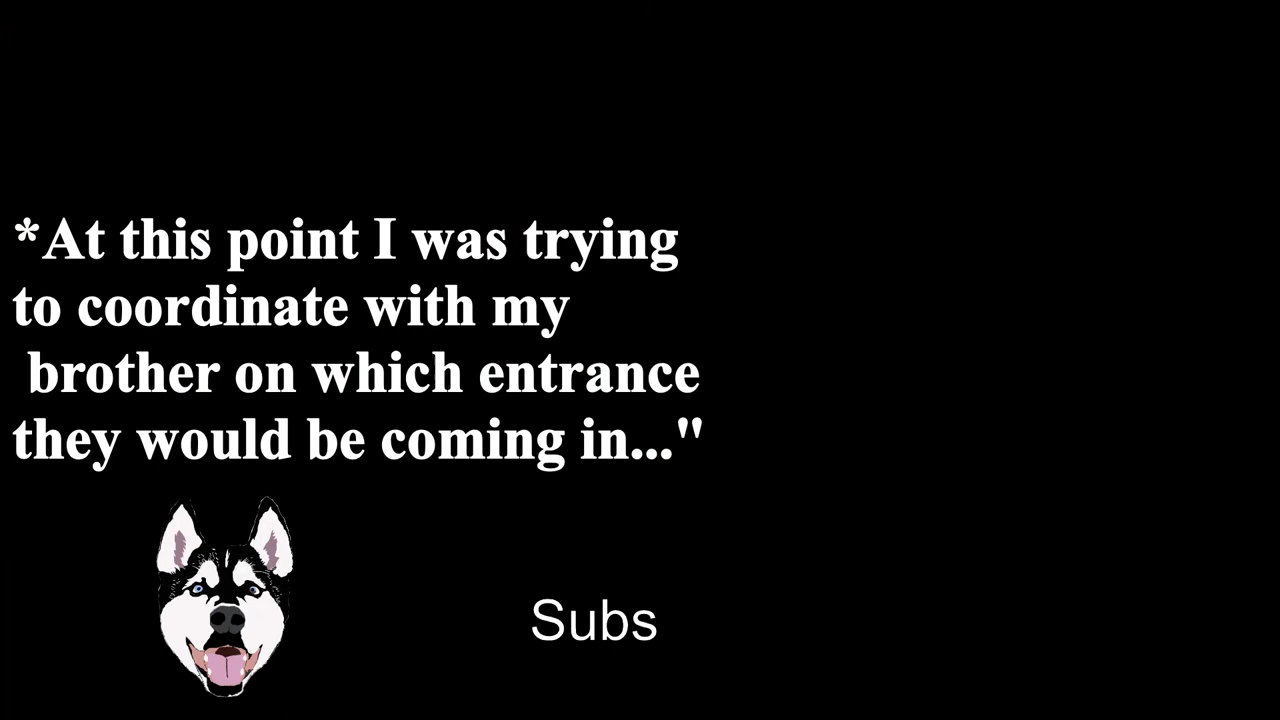 *At this point I was trying
to coordinate with my
brother on which entrance
they would be coming in..."
Subs